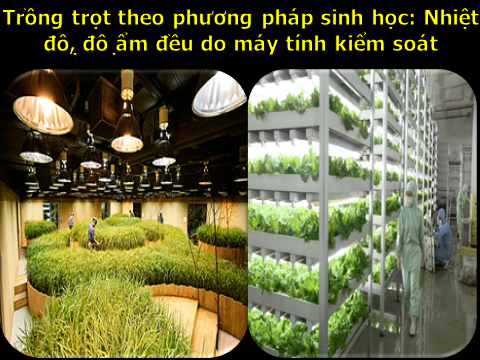 Trồng trọt theo phương pháp sinh học: Nhiệt
độ, độ ẩm đều do máy tính kiểm soát